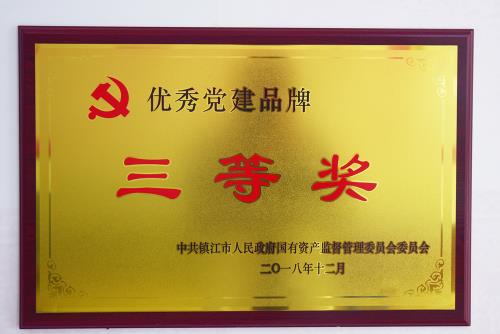 优秀党建品牌
三等奖
中共镇江市人民政府国有资产监督管理委员会委员会
二〇一八年十二月